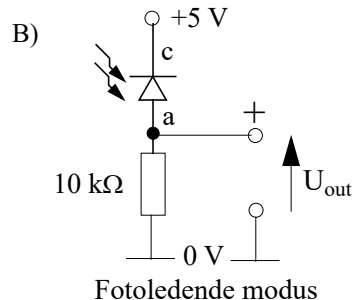 B)
+5 V
c
a
+
10 kΩ
U_out
0 V
Fotoledende modus